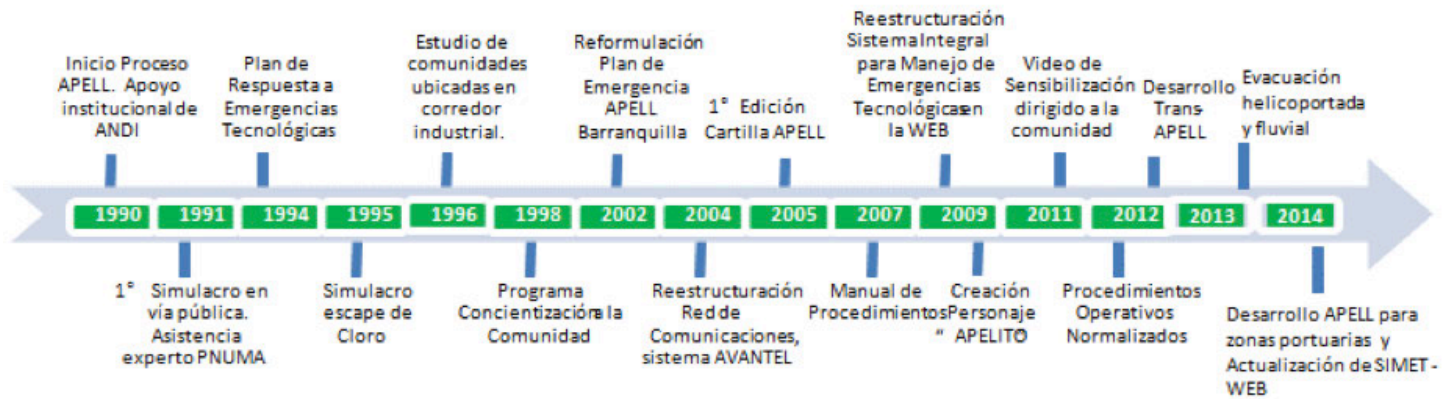 Inicio Proceso
APELL. Apoyo
institucional de
ANDI
Plan de
Respuesta a
Emergencias
Tecnológicas
Estudio de
comunidades
ubicadas en
corredor
industrial.
Reformulación
Plan de
Emergencia
APELL
Barranquilla
1° Edición
Cartilla APELL
Reestructuración
Sistema Integral
para Manejo de
Emergencias
Tecnológicas en
la WEB
Video de
Sensibilización
dirigido a la
comunidad
Desarrollo
Trans-
APELL
Evacuación
helicoportada
y fluvial
1990 1991 1994 1995 1996 1998 2002 2004 2005 2007 2009 2011 2012 2013 2014
1° Simulacro en
vía pública.
Asistencia
experto PNUMA
Simulacro
escape de
Cloro
Programa
Concientización a la
Comunidad
Reestructuración
Red de
Comunicaciones,
sistema AVANTEL
Manual de
Procedimientos
Creación
Personaje
" APELITO"
Procedimientos
Operativos
Normalizados
Desarrollo APELL para
zonas portuarias y
Actualización de SIMET -
WEB